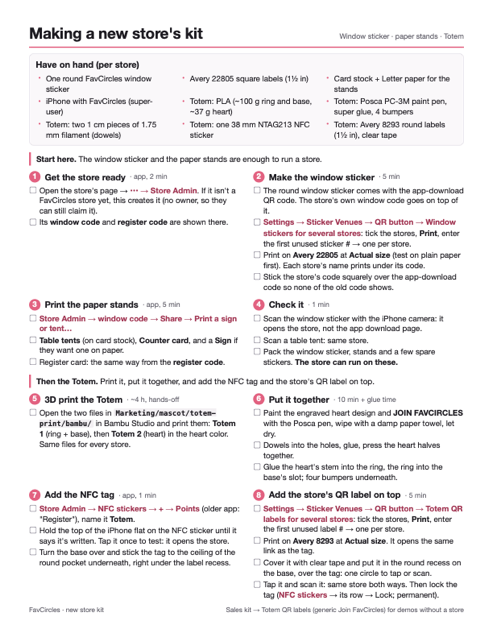 Making a new store's kit
Window sticker · paper stands · Totem
Have on hand (per store)
• One round FavCircles window
sticker
• iPhone with FavCircles (super-
user)
• Totem: two 1 cm pieces of 1.75
mm filament (dowels)
• Avery 22805 square labels (1½ in)
• Totem: PLA (~100 g ring and base,
~37 g heart)
• Totem: one 38 mm NTAG213 NFC
sticker
• Card stock + Letter paper for the
stands
• Totem: Posca PC-3M paint pen,
super glue, 4 bumpers
• Totem: Avery 8293 round labels
(1½ in), clear tape
Start here. The window sticker and the paper stands are enough to run a store.
1 Get the store ready · app, 2 min
Open the store's page → ••• → Store Admin. If it isn't a
FavCircles store yet, this creates it (no owner, so they
can still claim it).
Its window code and register code are shown there.
2 Make the window sticker · 5 min
The round window sticker comes with the app-download
QR code. The store's own window code goes on top of
it.
Settings → Sticker Venues → QR button → Window
stickers for several stores: tick the stores, Print, enter
the first unused sticker # → one per store.
Print on Avery 22805 at Actual size (test on plain paper
first). Each store's name prints under its code.
Stick the store's code squarely over the app-download
code so none of the old code shows.
3 Print the paper stands · app, 5 min
Store Admin → window code → Share → Print a sign
or tent…
Table tents (on card stock), Counter card, and a Sign if
they want one on paper.
Register card: the same way from the register code.
4 Check it · 1 min
Scan the window sticker with the iPhone camera: it
opens the store, not the app download page.
Scan a table tent: same store.
Pack the window sticker, stands and a few spare
stickers. The store can run on these.
Then the Totem. Print it, put it together, and add the NFC tag and the store's QR label on top.
5 3D print the Totem · ~4 h, hands-off
Open the two files in Marketing/mascot/totem-
print/bambu/ in Bambu Studio and print them: Totem
1 (ring + base), then Totem 2 (heart) in the heart color.
Same files for every store.
6 Put it together · 10 min + glue time
Paint the engraved heart design and JOIN FAVCIRCLES
with the Posca pen, wipe with a damp paper towel, let
dry.
Dowels into the holes, glue, press the heart halves
together.
Glue the heart's stem into the ring, the ring into the
base's slot; four bumpers underneath.
7 Add the NFC tag · app, 1 min
Store Admin → NFC stickers → + → Points (older app:
"Register"), name it Totem.
Hold the top of the iPhone flat on the NFC sticker until it
says it's written. Tap it once to test: it opens the store.
Turn the base over and stick the tag to the ceiling of the
round pocket underneath, right under the label recess.
8 Add the store's QR label on top · 5 min
Settings → Sticker Venues → QR button → Totem QR
labels for several stores: tick the stores, Print, enter
the first unused label # → one per store.
Print on Avery 8293 at Actual size. It opens the same
link as the tag.
Cover it with clear tape and put it in the round recess on
the base, over the tag: one circle to tap or scan.
Tap it and scan it: same store both ways. Then lock the
tag (NFC stickers → its row → Lock; permanent).
FavCircles · new store kit
Sales kit → Totem QR labels (generic Join FavCircles) for demos without a store